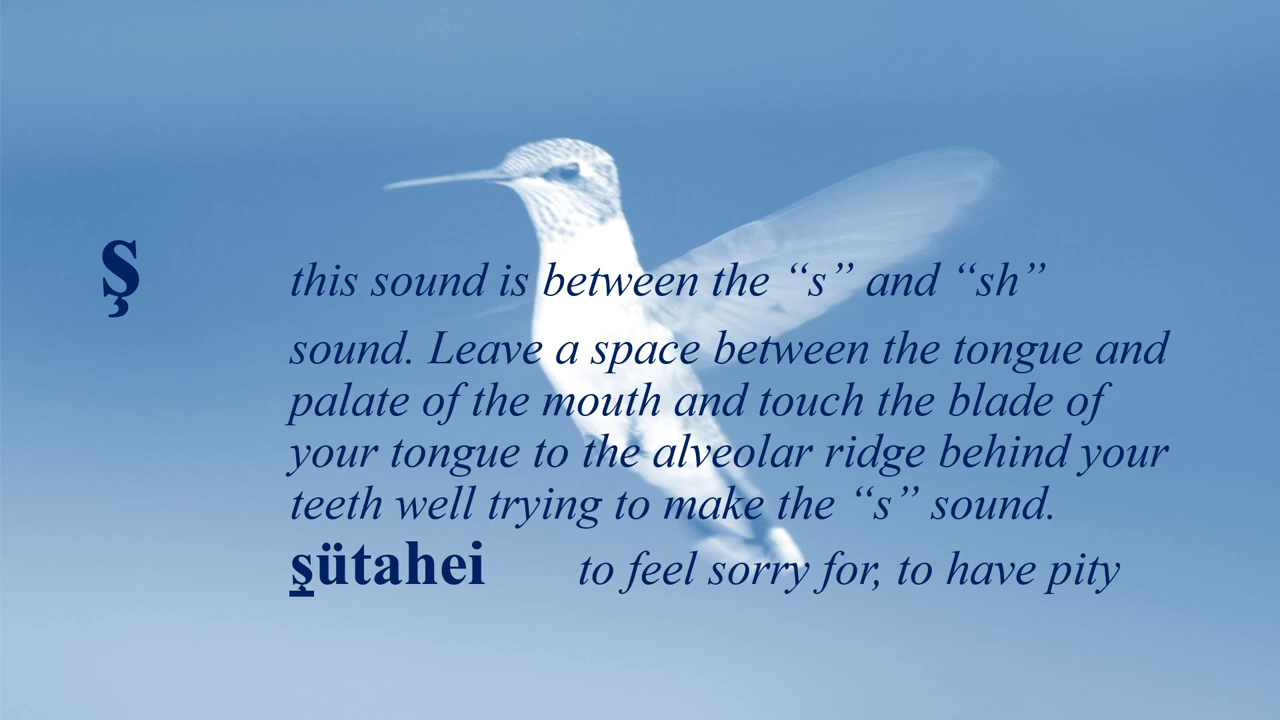 ş this sound is between the “s” and “sh”
sound. Leave a space between the tongue and
palate of the mouth and touch the blade of
your tongue to the alveolar ridge behind your
teeth well trying to make the “s” sound.
şütahei to feel sorry for, to have pity